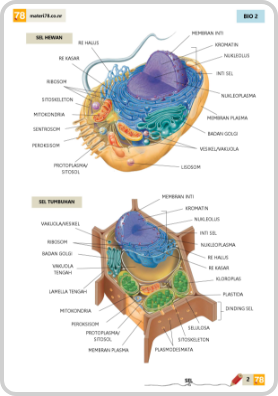 78 materi78.co.nr
BIO 2
SEL HEWAN
MEMBRAN INTI
KROMATIN
NUKLEOLUS
INTI SEL
NUKLEOPLASMA
MEMBRAN PLASMA
BADAN GOLGI
VESIKEL/VAKUOLA
LISOSOM
RE HALUS
RE KASAR
RIBOSOM
SITOSKELETON
MITOKONDRIA
SENTROSOM
PEROKSISOM
PROTOPLASMA/
SITOSOL
SEL TUMBUHAN
MEMBRAN INTI
KROMATIN
NUKLEOLUS
INTI SEL
NUKLEOPLASMA
RE HALUS
RE KASAR
KLOROPLAS
PLASTIDA
DINDING SEL
SELULOSA
SITOSKELETON
PLASMODESMATA
VAKUOLA/VESIKEL
RIBOSOM
BADAN GOLGI
VAKUOLA
TENGAH
LAMELLA TENGAH
MITOKONDRIA
PEROKSISOM
PROTOPLASMA/
SITOSOL
MEMBRAN PLASMA
SEL
2 78